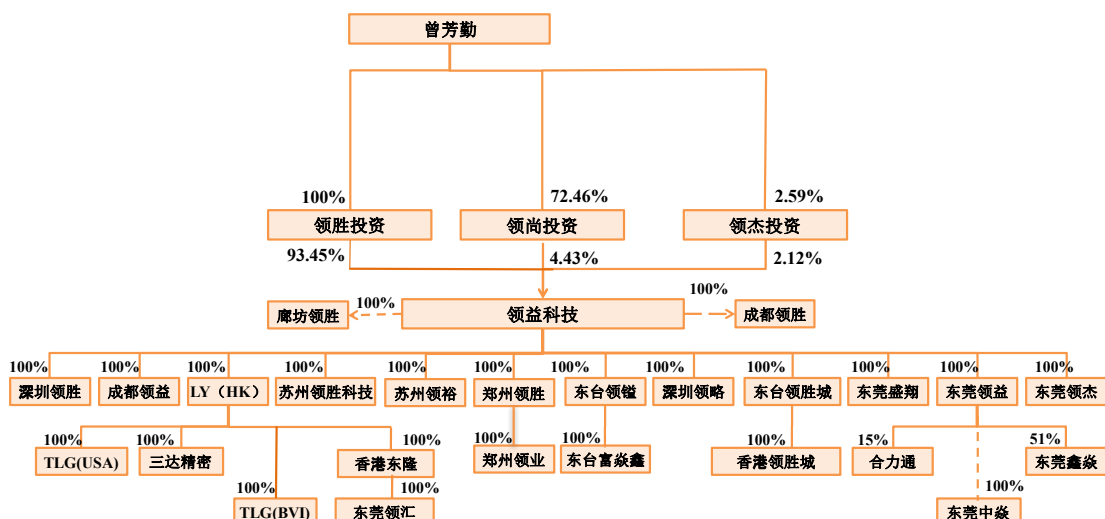 曾芳勤
100%
72.46%
2.59%
领胜投资
领尚投资
领杰投资
93.45%
4.43%
2.12%
廊坊领胜
100%
领益科技
100%
成都领胜
100%
100%
100%
100%
100%
100%
100%
100%
100%
100%
100%
100%
深圳领胜
成都领益
LY（HK）
苏州领胜科技
苏州领裕
郑州领胜
东台领镒
深圳领略
东台领胜城
东莞盛翔
东莞领益
东莞领杰
100%
100%
100%
100%
100%
100%
15%
51%
TLG(USA)
三达精密
香港东隆
郑州领业
东台富焱鑫
香港领胜城
合力通
东莞鑫焱
100%
100%
100%
TLG(BVI)
东莞领汇
东莞中焱